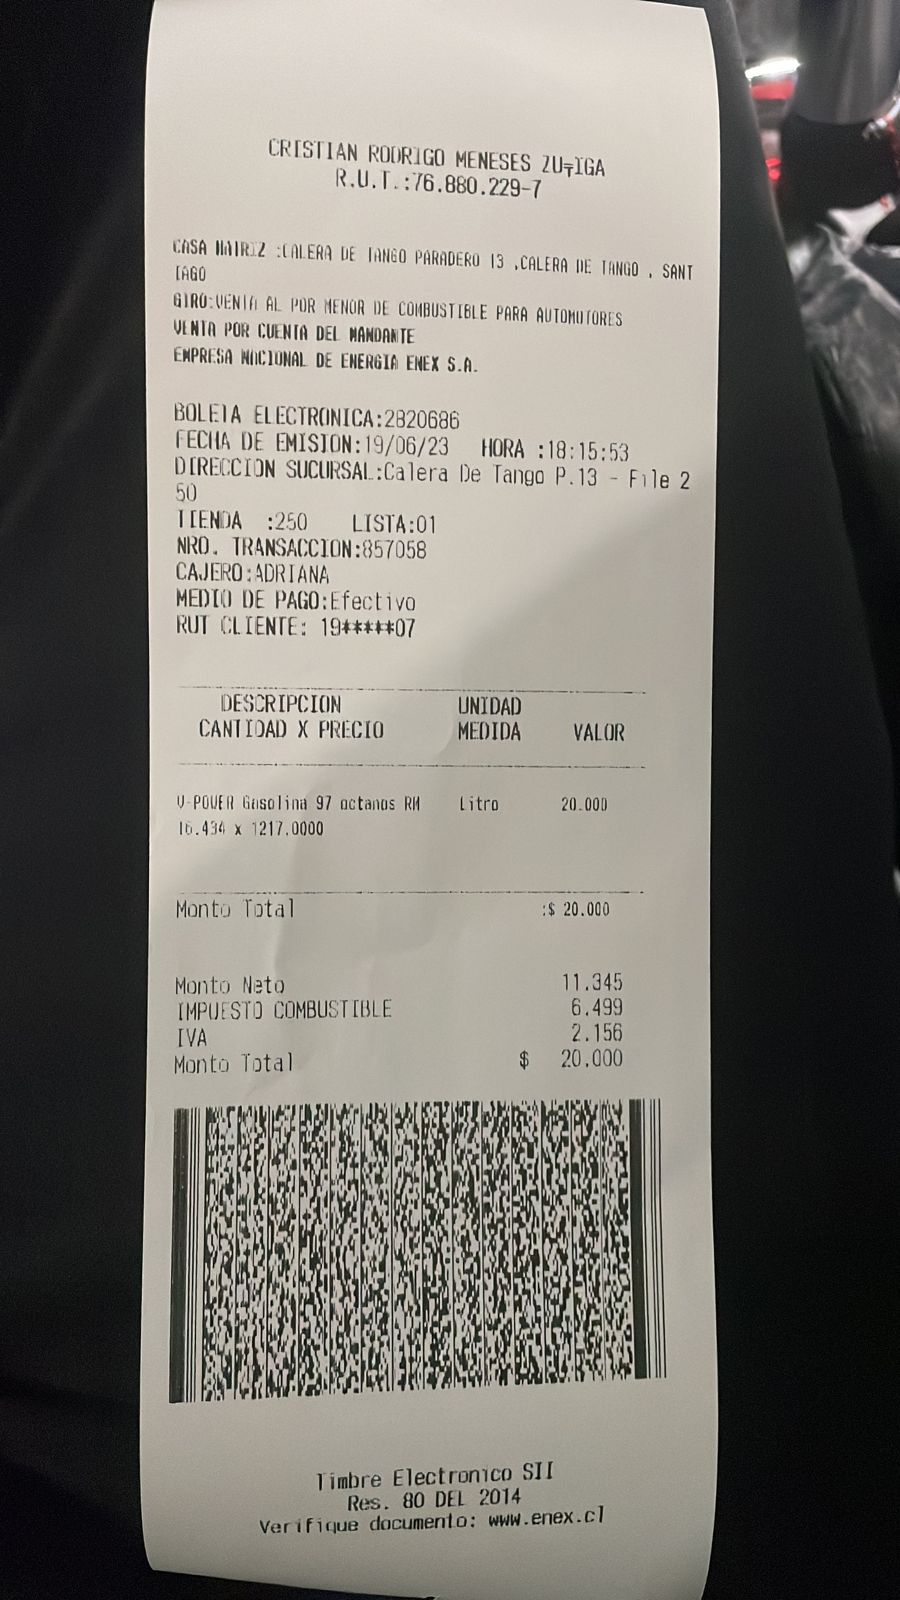 CRISTIAN RODRIGO MENESES ZU╤IGA
R.U.T.:76.880.229-7
CASA MATRIZ :CALERA DE TANGO PARADERO 13 ,CALERA DE TANGO , SANT
IAGO
GIRO:VENTA AL POR MENOR DE COMBUSTIBLE PARA AUTOMOTORES
VENTA POR CUENTA DEL MANDANTE
EMPRESA NACIONAL DE ENERGIA ENEX S.A.
BOLETA ELECTRONICA:2820686
FECHA DE EMISION:19/06/23 HORA :18:15:53
DIRECCION SUCURSAL:Calera De Tango P.13 - File 2
50
TIENDA :250 LISTA:01
NRO. TRANSACCION:857058
CAJERO:ADRIANA
MEDIO DE PAGO:Efectivo
RUT CLIENTE: 19*****07
DESCRIPCION UNIDAD
CANTIDAD X PRECIO MEDIDA VALOR
V-POWER Gasolina 97 octanos RM Litro 20.000
16.434 x 1217.0000
Monto Total :$ 20.000
Monto Neto 11.345
IMPUESTO COMBUSTIBLE 6.499
IVA 2.156
Monto Total $ 20.000
Timbre Electronico SII
Res. 80 DEL 2014
Verifique documento: www.enex.cl